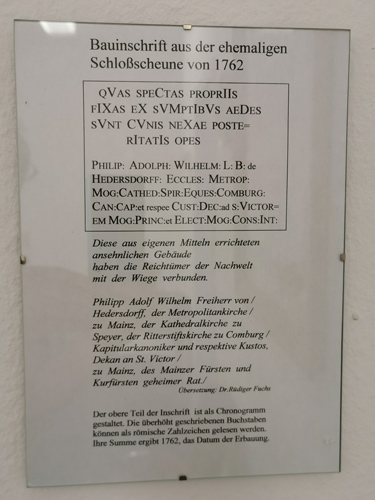 Bauinschrift aus der ehemaligen
Schloßscheune von 1762
qVas speCtas proprIIs
fIXas eX sVMptIbVs aeDes
sVnt CVnis neXae poste=
rItatIs opes
Philip: Adolph: Wilhelm: L: B: de
Hedersdorff: Eccles: Metrop:
Mog:Cathed:Spir:Eques:Comburg:
Can:Cap:et respee Cust:Dec:ad s:Victor=
em Mog:Princ:et Elect:Mog:Cons:Int:
Diese aus eigenen Mitteln errichteten
ansehnlichen Gebäude
haben die Reichtümer der Nachwelt
mit der Wiege verbunden.
Philipp Adolf Wilhelm Freiherr von/
Hedersdorff, der Metropolitankirche/
zu Mainz, der Kathedralkirche zu
Speyer, der Ritterstiftskirche zu Comburg/
Kapitularkanoniker und respektive Kustos,
Dekan an St. Victor/
zu Mainz, des Mainzer Fürsten und
Kurfürsten geheimer Rat./
Übersetzung: Dr.Rüdiger Fuchs
Der obere Teil der Inschrift ist als Chronogramm
gestaltet. Die überhöht geschriebenen Buchstaben
können als römische Zahlzeichen gelesen werden.
Ihre Summe ergibt 1762, das Datum der Erbauung.